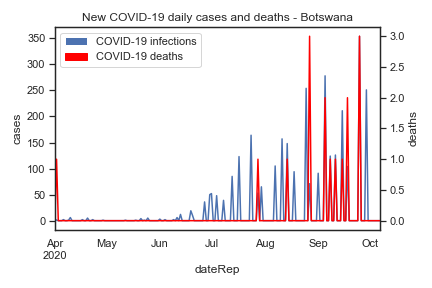 New COVID-19 daily cases and deaths - Botswana
COVID-19 infections
COVID-19 deaths
350
300
250
200
150
100
50
0
cases
3.0
2.5
2.0
1.5
1.0
0.5
0.0
deaths
Apr May Jun Jul Aug Sep Oct
2020
dateRep